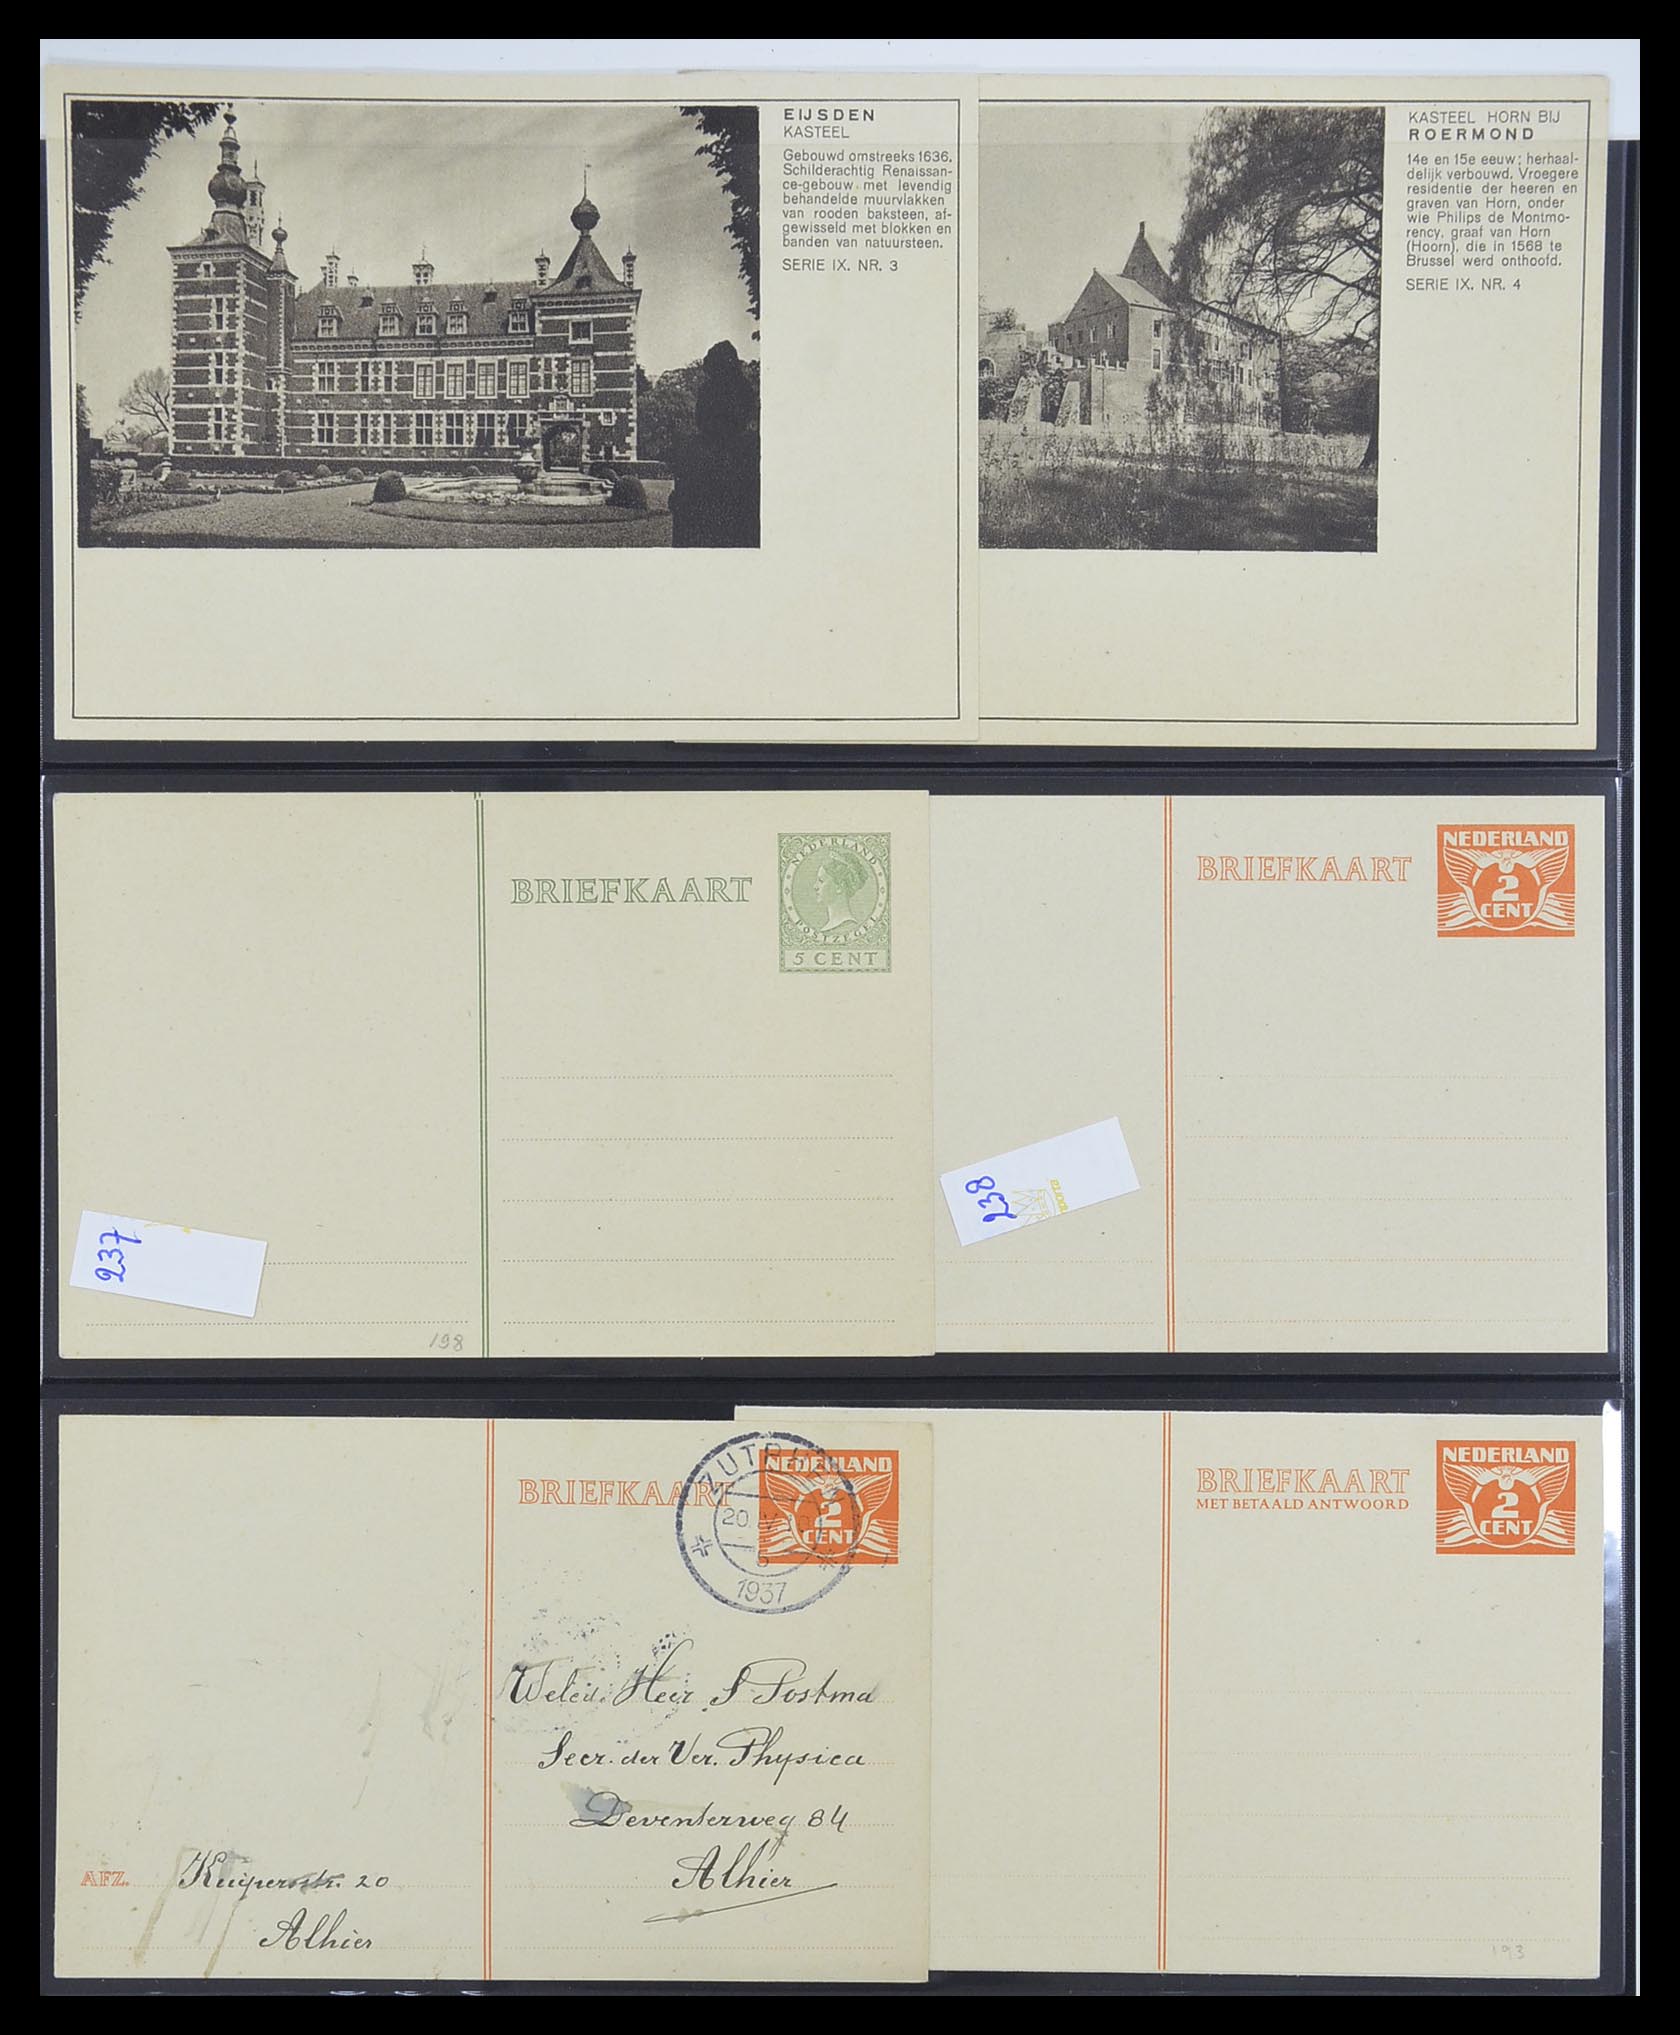 EIJSDEN
KASTEEL
Gebouwd omstreeks 1636.
Schilderachtig Renaissan-
ce-gebouw met levendig
behandelde muurvlakken
van rooden baksteen, af-
gewisseld met blokken en
banden van natuursteen.
SERIE IX. NR. 3
KASTEEL HORN BIJ
ROERMOND
14e en 15e eeuw; herhaal-
delijk verbouwd. Vroegere
residentie der heeren en
graven van Horn, onder
wie Philips de Montmo-
rency, graaf van Horn
(Hoorn), die in 1568 te
Brussel werd onthoofd.
SERIE IX. NR. 4
BRIEFKAART
NEDERLAND
POSTZEGEL
5 CENT
237
198
BRIEFKAART
NEDERLAND
2
CENT
238
BRIEFKAART
NEDERLAND
2
CENT
ZUTPHEN
20
1937
Heer S Postma
Secr. der Ver. Physica
Deventerweg 84
Alhier
AFZ. Kuiperstr. 20
Alhier
BRIEFKAART
MET BETAALD ANTWOORD
NEDERLAND
2
CENT
193